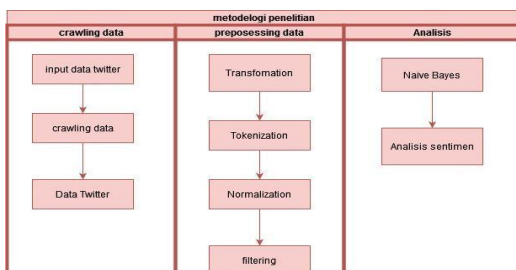 metodelogi penelitian
crawling data
preposessing data
Analisis
input data twitter
crawling data
Data Twitter
Transfomation
Tokenization
Normalization
filtering
Naive Bayes
Analisis sentimen